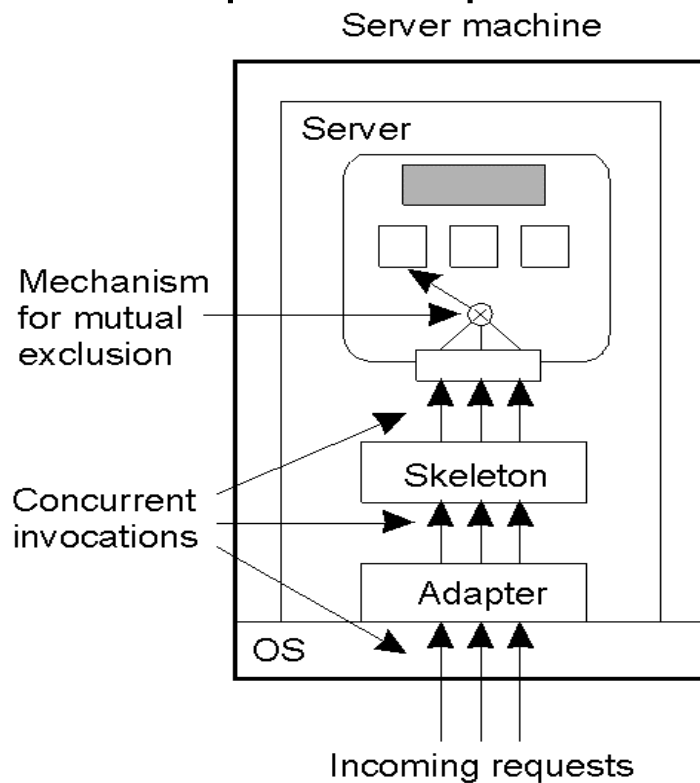 Server machine
Server
Mechanism
for mutual
exclusion
Skeleton
Concurrent
invocations
Adapter
OS
Incoming requests